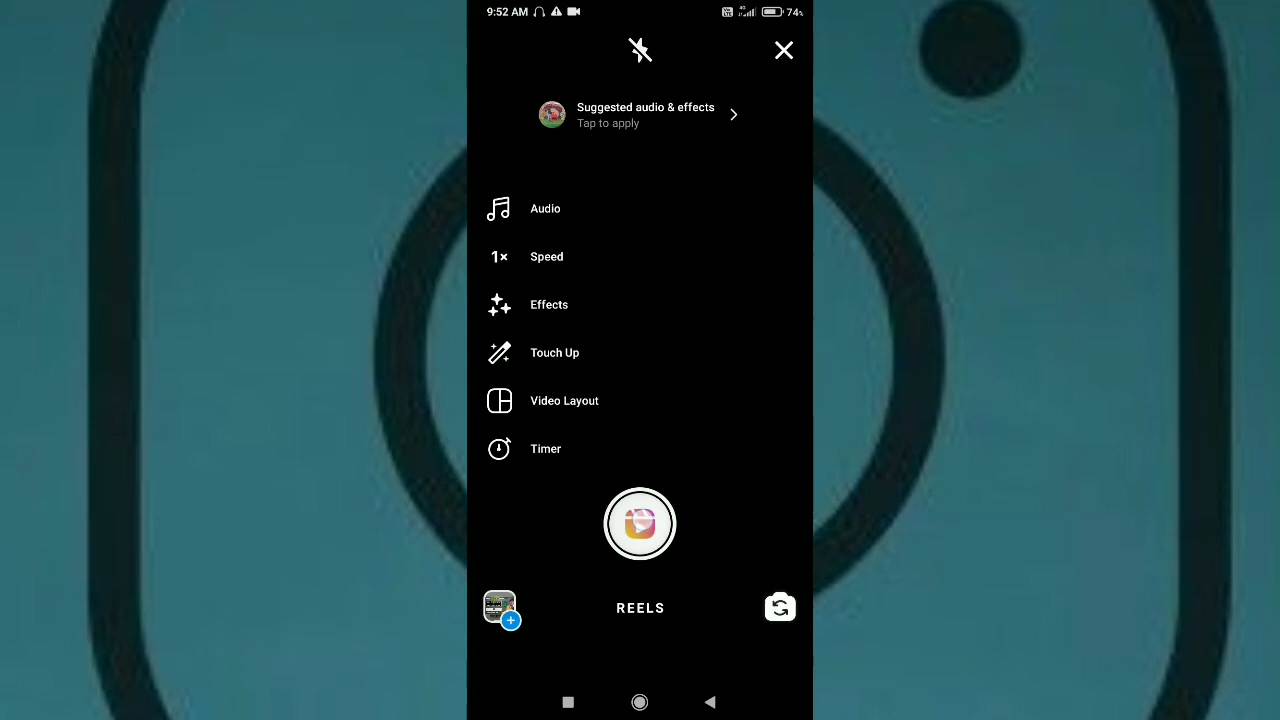 9:52 AM 74%
Suggested audio & effects
Tap to apply
Audio
1× Speed
Effects
Touch Up
Video Layout
Timer
REELS